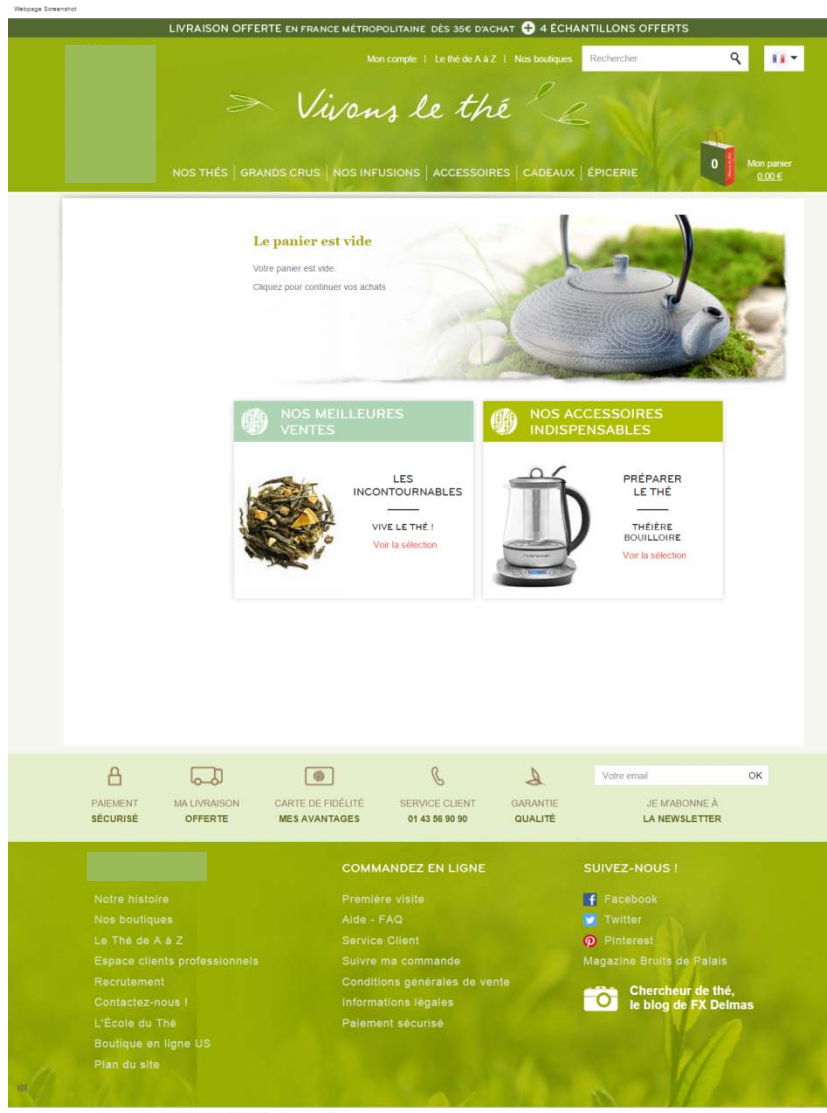 Webpage Screenshot
LIVRAISON OFFERTE EN FRANCE MÉTROPOLITAINE DÈS 35€ D'ACHAT + 4 ÉCHANTILLONS OFFERTS
Mon compte | Le thé de A à Z | Nos boutiques
Rechercher
Vivons le thé
NOS THÉS | GRANDS CRUS | NOS INFUSIONS | ACCESSOIRES | CADEAUX | ÉPICERIE
0
Mon panier
0,00 €
Le panier est vide
Votre panier est vide.
Cliquez pour continuer vos achats
NOS MEILLEURES
VENTES
LES
INCONTOURNABLES
VIVE LE THÉ !
Voir la sélection
NOS ACCESSOIRES
INDISPENSABLES
PRÉPARER
LE THÉ
THÉIÈRE
BOUILLOIRE
Voir la sélection
PAIEMENT
SÉCURISÉ
MA LIVRAISON
OFFERTE
CARTE DE FIDÉLITÉ
MES AVANTAGES
SERVICE CLIENT
01 43 56 90 90
GARANTIE
QUALITÉ
Votre email
OK
JE M'ABONNE À
LA NEWSLETTER
Notre histoire
Nos boutiques
Le Thé de A à Z
Espace clients professionnels
Recrutement
Contactez-nous !
L'École du Thé
Boutique en ligne US
Plan du site
COMMANDEZ EN LIGNE
Première visite
Aide - FAQ
Service Client
Suivre ma commande
Conditions générales de vente
Informations légales
Paiement sécurisé
SUIVEZ-NOUS !
Facebook
Twitter
Pinterest
Magazine Bruits de Palais
Chercheur de thé,
le blog de FX Delmas